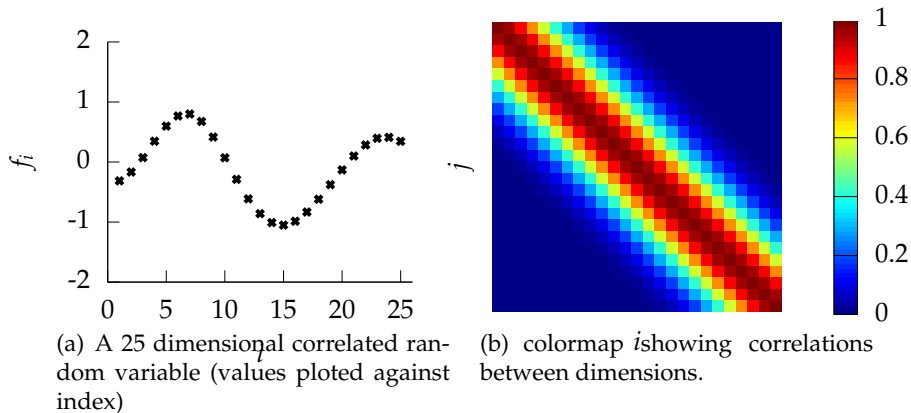 2
1
0
-1
-2
f_i
0 5 10 15 20 25
i
j
i
1
0.8
0.6
0.4
0.2
0
(a) A 25 dimensional correlated ran-
dom variable (values ploted against
index)
(b) colormap showing correlations
between dimensions.